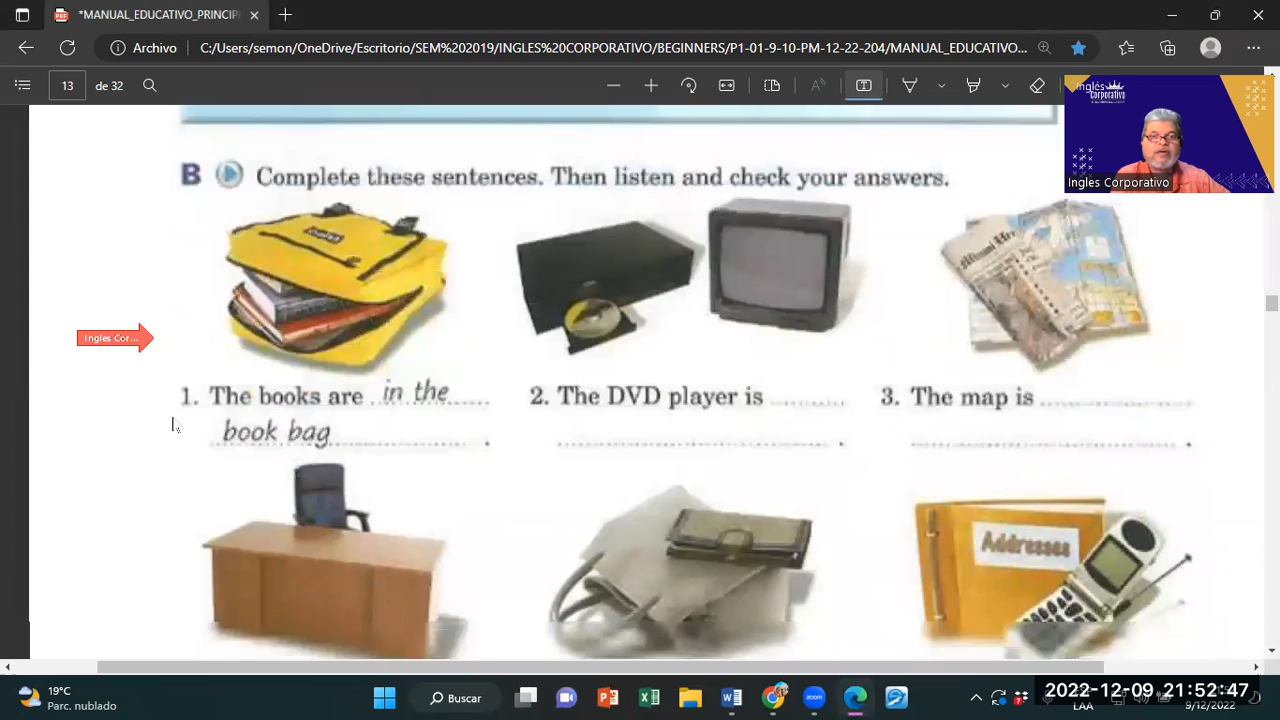 *MANUAL_EDUCATIVO_PRINCIPI
Archivo
C:/Users/semon/OneDrive/Escritorio/SEM%202019/INGLES%20CORPORATIVO/BEGINNERS/P1-01-9-10-PM-12-22-204/MANUAL_EDUCATIVO...
13 de 32
Inglés
Corporativo
Ingles Corporativo
B Complete these sentences. Then listen and check your answers.
Ingles Cor...
1. The books are in the
book bag.
2. The DVD player is
3. The map is
Addresses
19°C
Parc. nublado
Buscar
2022-12-09 21:52:47
LAA
9/12/2022